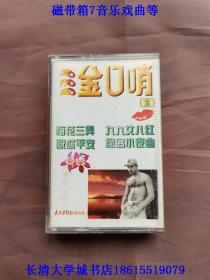 磁带箱7音乐戏曲等
金口哨
梅花三弄 九九女儿红
祝你平安 绿岛小夜曲
长清大学城书店18615519079